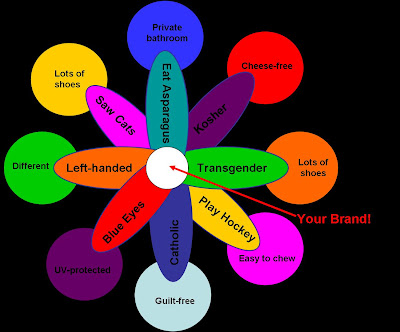 Private
bathroom
Eat Asparagus
Kosher
Cheese-free
Lots of
shoes
Saw Cats
Different
Left-handed
Transgender
Lots of
shoes
Your Brand!
Play Hockey
Blue Eyes
Catholic
UV-protected
Easy to chew
Guilt-free